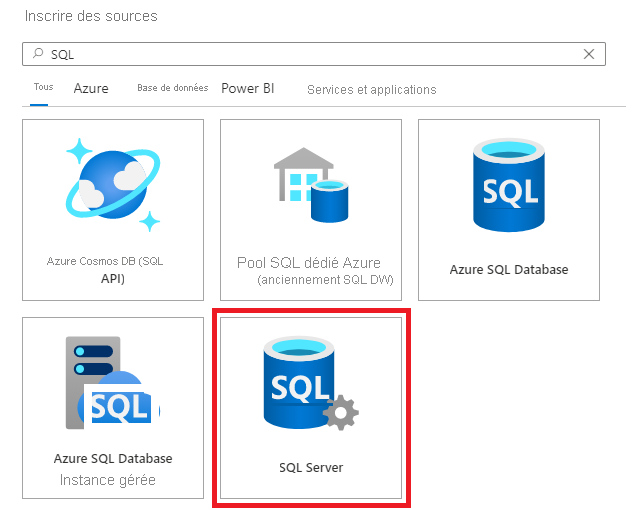 Inscrire des sources
SQL
Tous Azure Base de données Power BI Services et applications
SQL
Azure Cosmos DB (SQL
API)
Pool SQL dédié Azure
(anciennement SQL DW)
Azure SQL Database
SQL
SQL
Azure SQL Database
Instance gérée
SQL Server